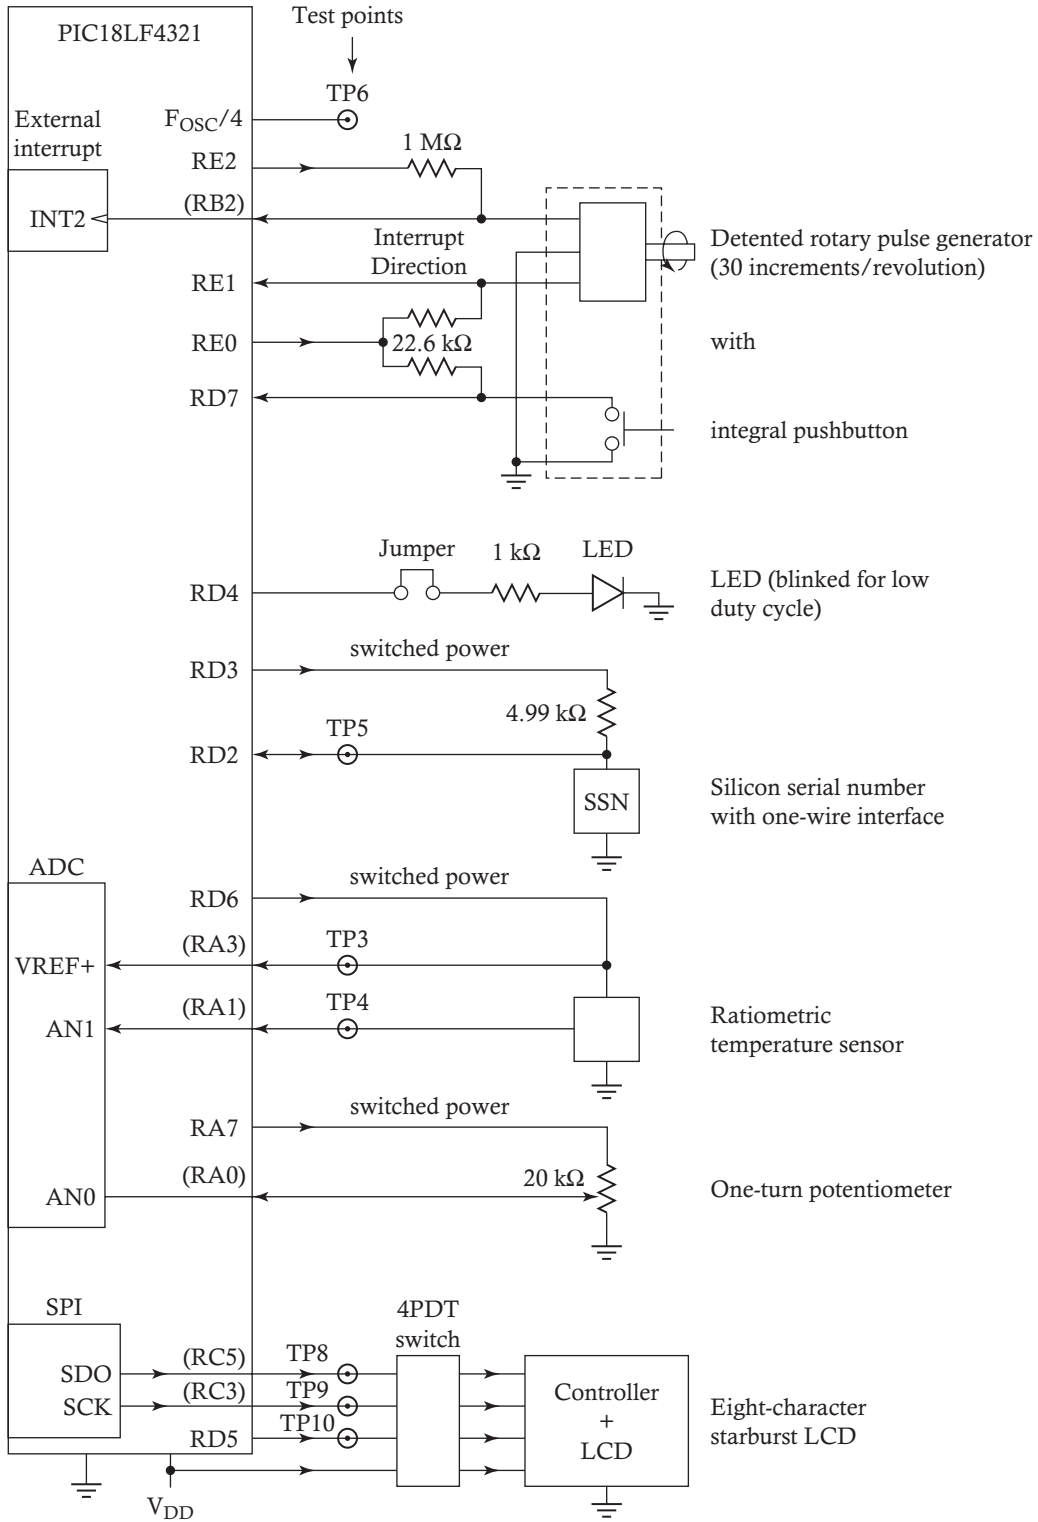 Test points
PIC18LF4321
TP6
External
interrupt
F_OSC/4
1 MΩ
RE2
(RB2)
INT2
Interrupt
Direction
Detented rotary pulse generator
(30 increments/revolution)
RE1
RE0
22.6 kΩ
with
RD7
integral pushbutton
Jumper
1 kΩ
LED
RD4
LED (blinked for low
duty cycle)
switched power
RD3
4.99 kΩ
TP5
RD2
SSN
Silicon serial number
with one-wire interface
ADC
switched power
RD6
(RA3)
TP3
VREF+
(RA1)
TP4
AN1
Ratiometric
temperature sensor
switched power
RA7
(RA0)
20 kΩ
AN0
One-turn potentiometer
SPI
4PDT
switch
SDO
(RC5)
TP8
SCK
(RC3)
TP9
RD5
TP10
Controller
+
LCD
Eight-character
starburst LCD
V_DD